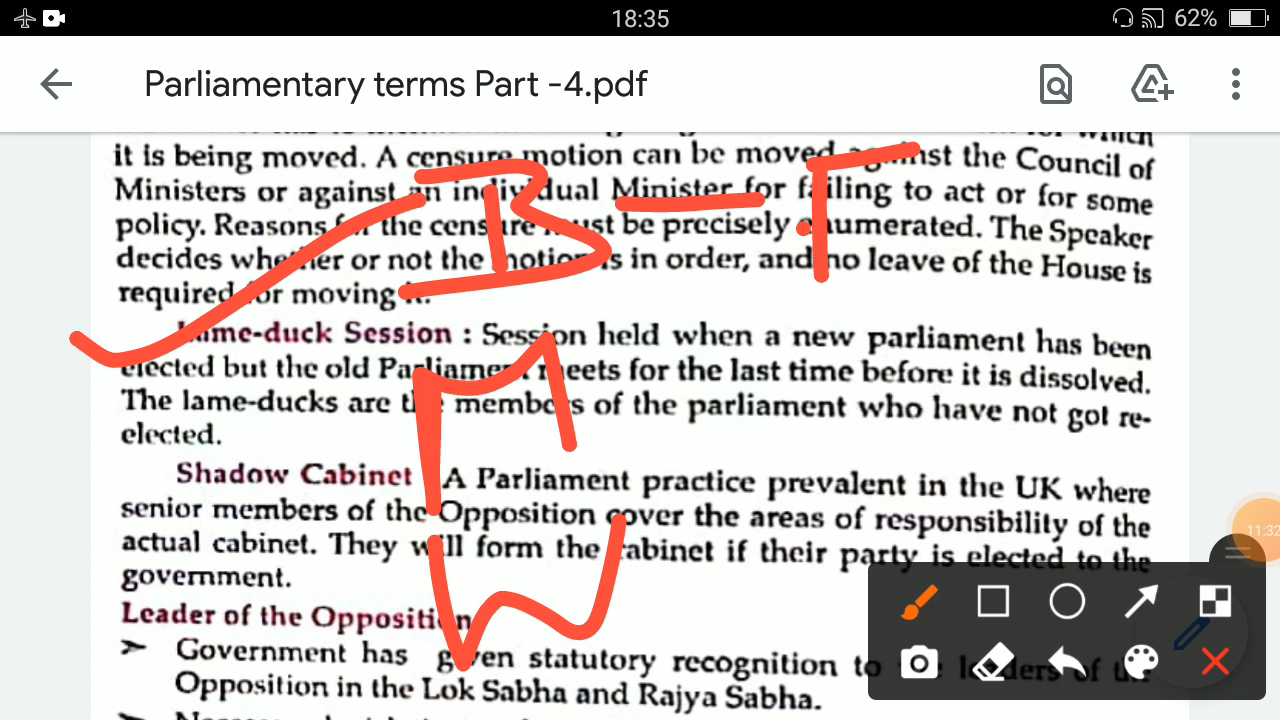 18:35
62%
Parliamentary terms Part -4.pdf
for which
it is being moved. A censure motion can be moved against the Council of
Ministers or against an individual Minister for failing to act or for some
policy. Reasons for the censure must be precisely enumerated. The Speaker
decides whether or not the motion is in order, and no leave of the House is
required for moving it.
Lame-duck Session : Session held when a new parliament has been
elected but the old Parliament meets for the last time before it is dissolved.
The lame-ducks are the members of the parliament who have not got re-
elected.
Shadow Cabinet A Parliament practice prevalent in the UK where
senior members of the Opposition cover the areas of responsibility of the
actual cabinet. They will form the cabinet if their party is elected to the
government.
11:32
Leader of the Opposition
➤ Government has given statutory recognition to the leaders of the
Opposition in the Lok Sabha and Rajya Sabha.